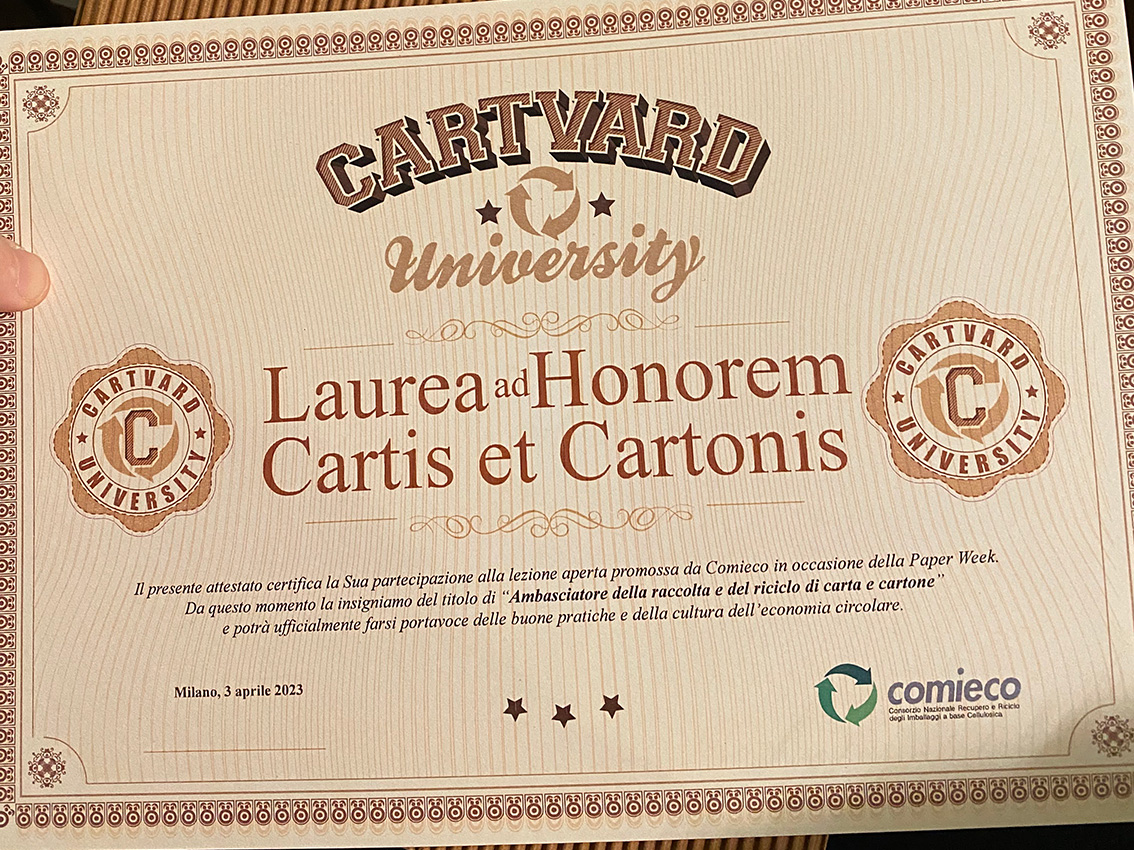 CARTVARD
University
Laurea ad Honorem
Cartis et Cartonis
CARTVARD
C
UNIVERSITY
CARTVARD
C
UNIVERSITY
Il presente attestato certifica la Sua partecipazione alla lezione aperta promossa da Comieco in occasione della Paper Week.
Da questo momento la insigniamo del titolo di “Ambasciatore della raccolta e del riciclo di carta e cartone”
e potrà ufficialmente farsi portavoce delle buone pratiche e della cultura dell’economia circolare.
Milano, 3 aprile 2023
comieco
Consorzio Nazionale Recupero e Riciclo
degli Imballaggi a base Cellulosica